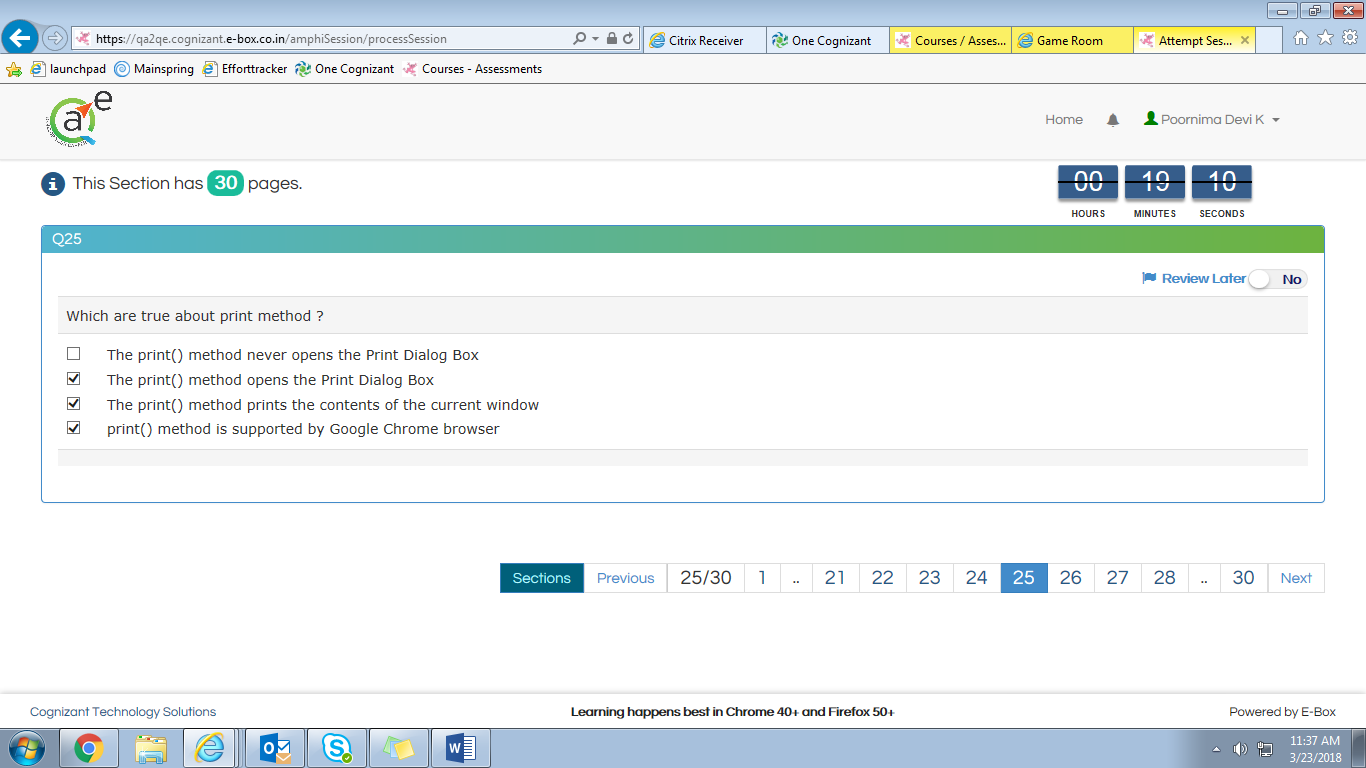 https://qa2qe.cognizant.e-box.co.in/amphiSession/processSession
Citrix Receiver
One Cognizant
Courses / Asses...
Game Room
Attempt Ses...
launchpad
Mainspring
Efforttracker
One Cognizant
Courses - Assessments
a e
Home
Poornima Devi K
This Section has 30 pages.
00 19 10
HOURS MINUTES SECONDS
Q25
Review Later No
Which are true about print method ?
The print() method never opens the Print Dialog Box
The print() method opens the Print Dialog Box
The print() method prints the contents of the current window
print() method is supported by Google Chrome browser
Sections Previous 25/30 1 .. 21 22 23 24 25 26 27 28 .. 30 Next
Cognizant Technology Solutions
Learning happens best in Chrome 40+ and Firefox 50+
Powered by E-Box
11:37 AM
3/23/2018